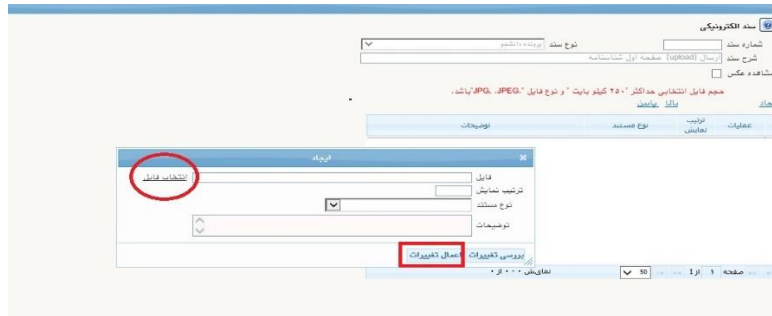 سند الکترونیکی
شماره سند نوع سند پرونده دانشجو
شرح سند ارسال (upload) صفحه اول شناسنامه
مشاهده عکس
حجم فایل انتخابی حداکثر "۲۵۰ کیلو بایت" و نوع فایل "JPG, .JPEG." باشد.
بالا پایین
عملیات ترتیب نمایش نوع مستند توضیحات
ایجاد
فایل انتخاب فایل
ترتیب نمایش
نوع مستند
توضیحات
بررسی تغییرات اعمال تغییرات
صفحه ۱ از 1 50 نمایش ۰ - ۰ از ۰